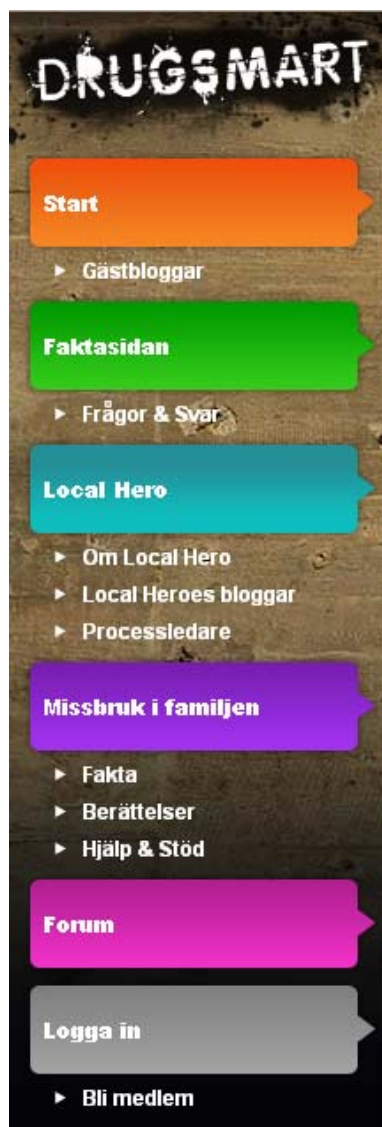 DRUGSMART
Start
Gästbloggar
Faktasidan
Frågor & Svar
Local Hero
Om Local Hero
Local Heroes bloggar
Processledare
Missbruk i familjen
Fakta
Berättelser
Hjälp & Stöd
Forum
Logga in
Bli medlem